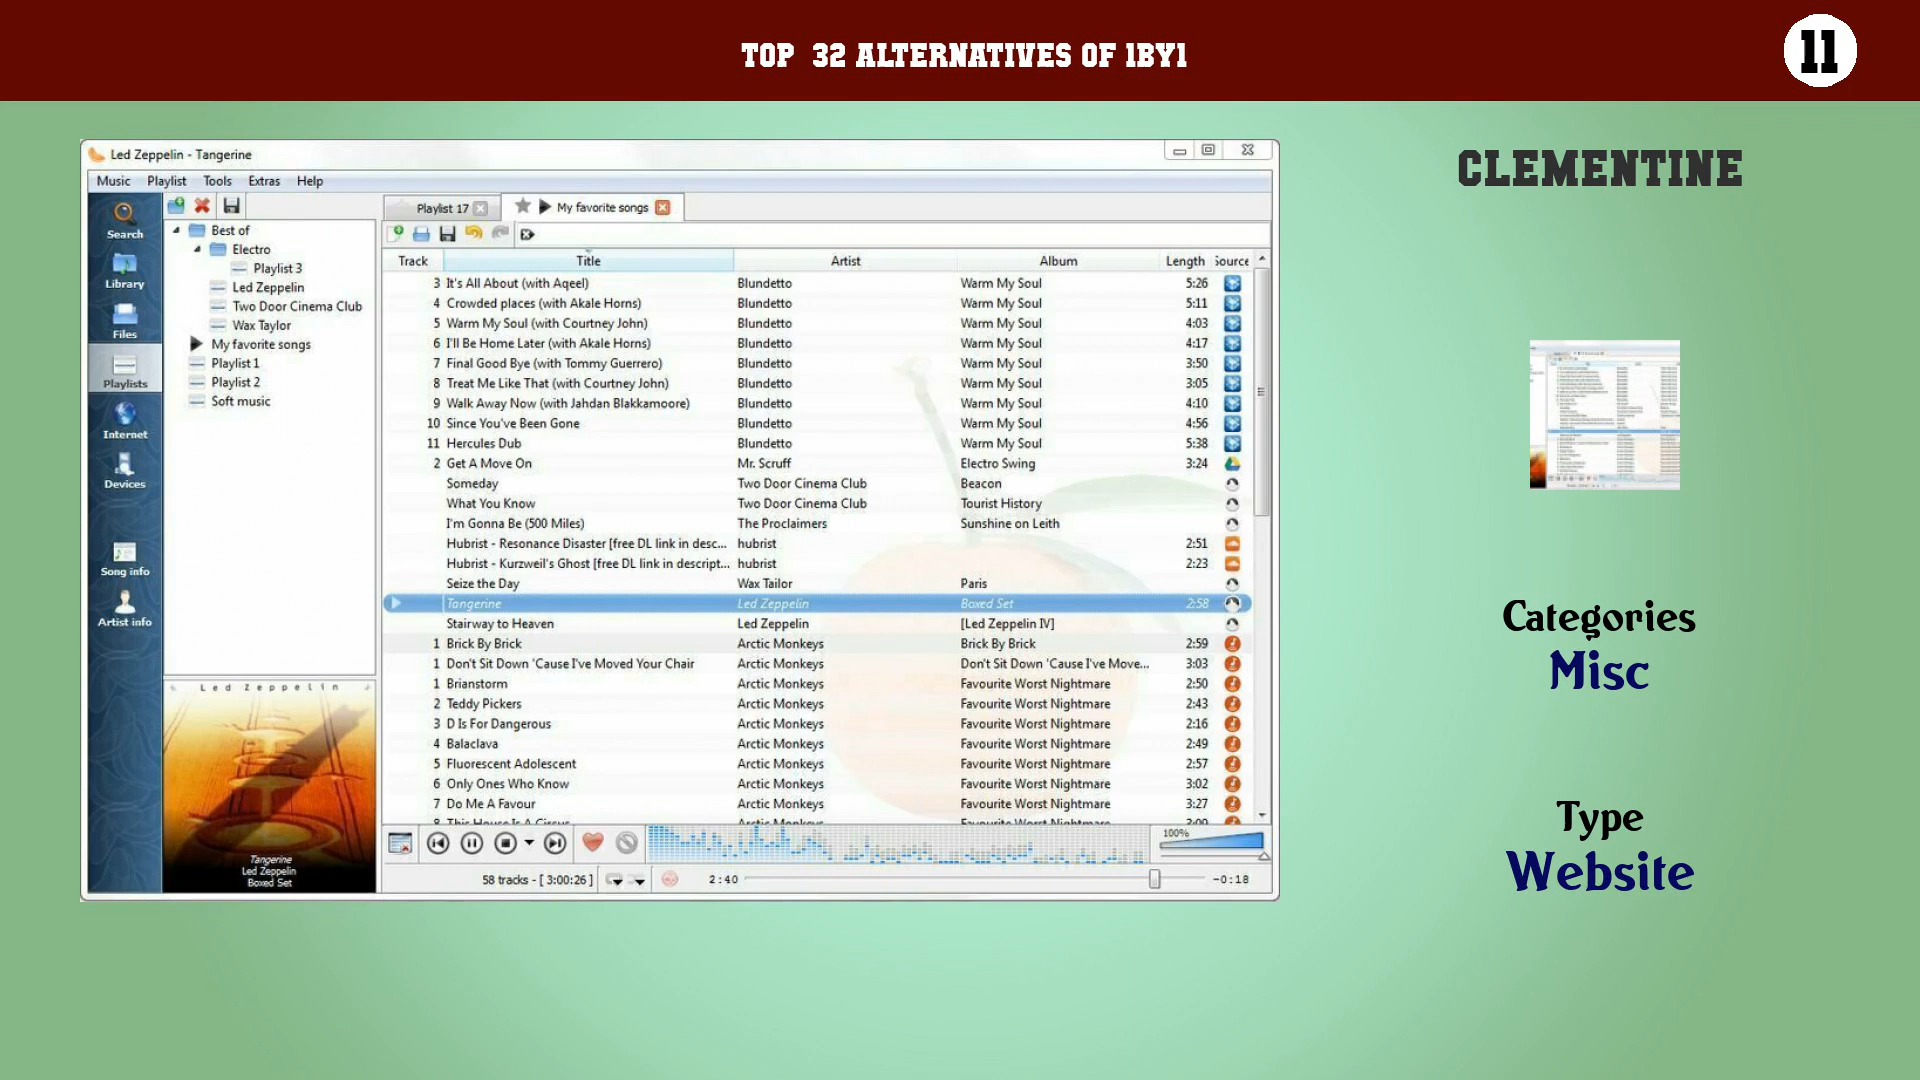 TOP 32 ALTERNATIVES OF 1BY1
11
CLEMENTINE
Led Zeppelin - Tangerine
Music Playlist Tools Extras Help
Search
Library
Files
Playlists
Internet
Devices
Song info
Artist info
Best of
Electro
Playlist 3
Led Zeppelin
Two Door Cinema Club
Wax Taylor
My favorite songs
Playlist 1
Playlist 2
Soft music
Led Zeppelin
Tangerine
Led Zeppelin
Boxed Set
Playlist 17 My favorite songs
Track Title Artist Album Length Source
3 It's All About (with Aqeel) Blundetto Warm My Soul 5:26
4 Crowded places (with Akale Horns) Blundetto Warm My Soul 5:11
5 Warm My Soul (with Courtney John) Blundetto Warm My Soul 4:03
6 I'll Be Home Later (with Akale Horns) Blundetto Warm My Soul 4:17
7 Final Good Bye (with Tommy Guerrero) Blundetto Warm My Soul 3:50
8 Treat Me Like That (with Courtney John) Blundetto Warm My Soul 3:05
9 Walk Away Now (with Jahdan Blakkamoore) Blundetto Warm My Soul 4:10
10 Since You've Been Gone Blundetto Warm My Soul 4:56
11 Hercules Dub Blundetto Warm My Soul 5:38
2 Get A Move On Mr. Scruff Electro Swing 3:24
Someday Two Door Cinema Club Beacon
What You Know Two Door Cinema Club Tourist History
I'm Gonna Be (500 Miles) The Proclaimers Sunshine on Leith
Hubrist - Resonance Disaster [free DL link in desc... hubrist 2:51
Hubrist - Kurzweil's Ghost [free DL link in descript... hubrist 2:23
Seize the Day Wax Tailor Paris
Tangerine Led Zeppelin Boxed Set 2:58
Stairway to Heaven Led Zeppelin [Led Zeppelin IV]
1 Brick By Brick Arctic Monkeys Brick By Brick 2:59
1 Don't Sit Down 'Cause I've Moved Your Chair Arctic Monkeys Don't Sit Down 'Cause I've Move... 3:03
1 Brianstorm Arctic Monkeys Favourite Worst Nightmare 2:50
2 Teddy Pickers Arctic Monkeys Favourite Worst Nightmare 2:43
3 D Is For Dangerous Arctic Monkeys Favourite Worst Nightmare 2:16
4 Balaclava Arctic Monkeys Favourite Worst Nightmare 2:49
5 Fluorescent Adolescent Arctic Monkeys Favourite Worst Nightmare 2:57
6 Only Ones Who Know Arctic Monkeys Favourite Worst Nightmare 3:02
7 Do Me A Favour Arctic Monkeys Favourite Worst Nightmare 3:27
8 This House Is A Circus Arctic Monkeys Favourite Worst Nightmare 3:09
100%
58 tracks - [ 3:00:26 ] 2:40 -0:18
Categories
Misc
Type
Website